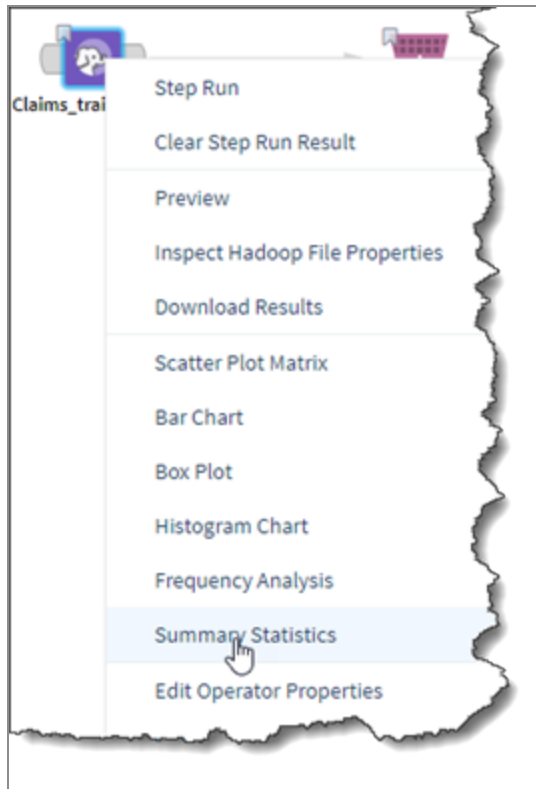 Claims_trai
Step Run
Clear Step Run Result
Preview
Inspect Hadoop File Properties
Download Results
Scatter Plot Matrix
Bar Chart
Box Plot
Histogram Chart
Frequency Analysis
Summary Statistics
Edit Operator Properties